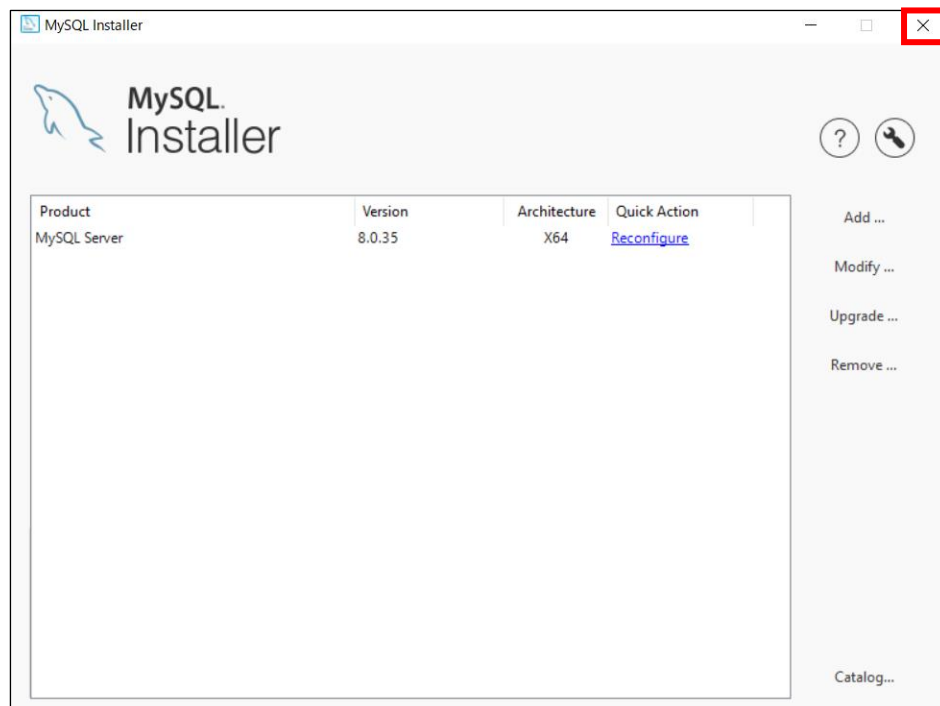 MySQL Installer
MySQL.
Installer
?
Product Version Architecture Quick Action
MySQL Server 8.0.35 X64 Reconfigure
Add ...
Modify ...
Upgrade ...
Remove ...
Catalog...